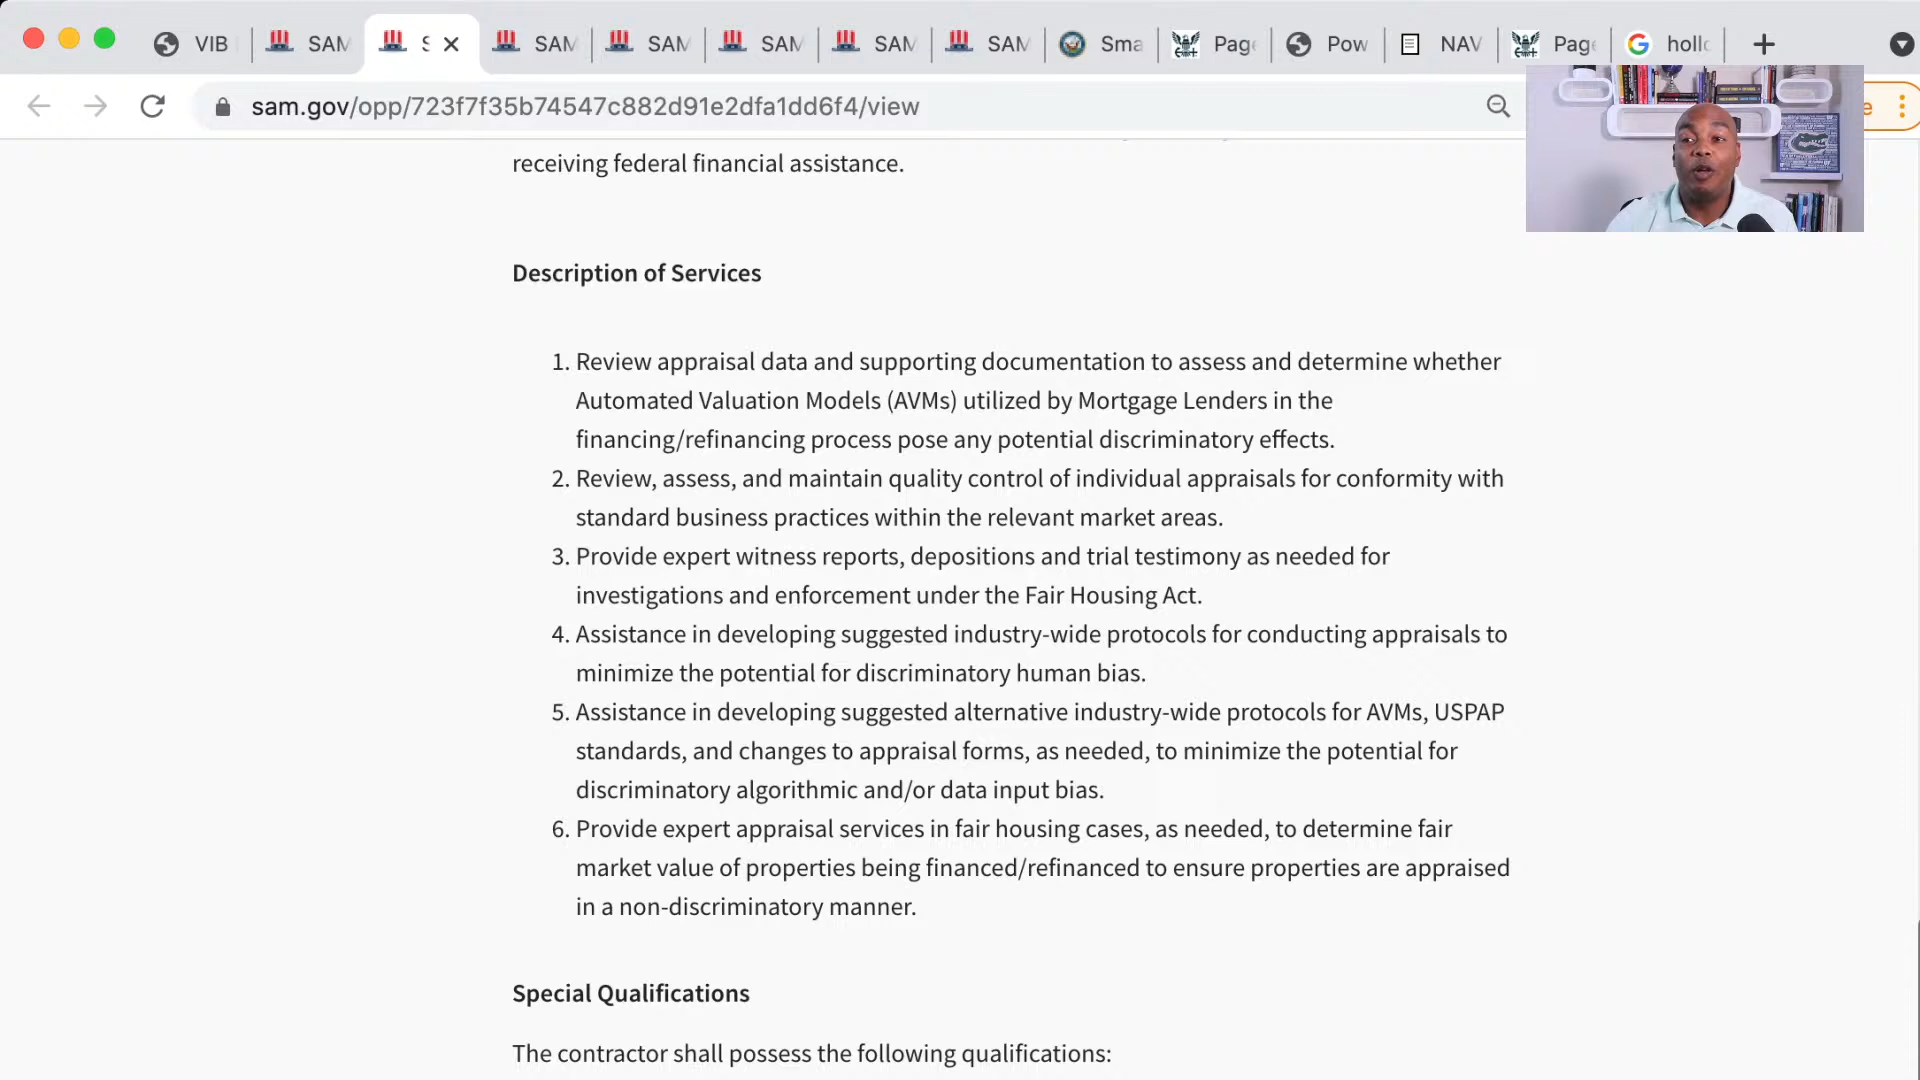 VIB
SAM
S
SAM
SAM
SAM
SAM
SAM
Sma
Page
Pow
NAV
Page
hollo
sam.gov/opp/723f7f35b74547c882d91e2dfa1dd6f4/view
e
receiving federal financial assistance.
Description of Services
1. Review appraisal data and supporting documentation to assess and determine whether
Automated Valuation Models (AVMs) utilized by Mortgage Lenders in the
financing/refinancing process pose any potential discriminatory effects.
2. Review, assess, and maintain quality control of individual appraisals for conformity with
standard business practices within the relevant market areas.
3. Provide expert witness reports, depositions and trial testimony as needed for
investigations and enforcement under the Fair Housing Act.
4. Assistance in developing suggested industry-wide protocols for conducting appraisals to
minimize the potential for discriminatory human bias.
5. Assistance in developing suggested alternative industry-wide protocols for AVMs, USPAP
standards, and changes to appraisal forms, as needed, to minimize the potential for
discriminatory algorithmic and/or data input bias.
6. Provide expert appraisal services in fair housing cases, as needed, to determine fair
market value of properties being financed/refinanced to ensure properties are appraised
in a non-discriminatory manner.
Special Qualifications
The contractor shall possess the following qualifications: